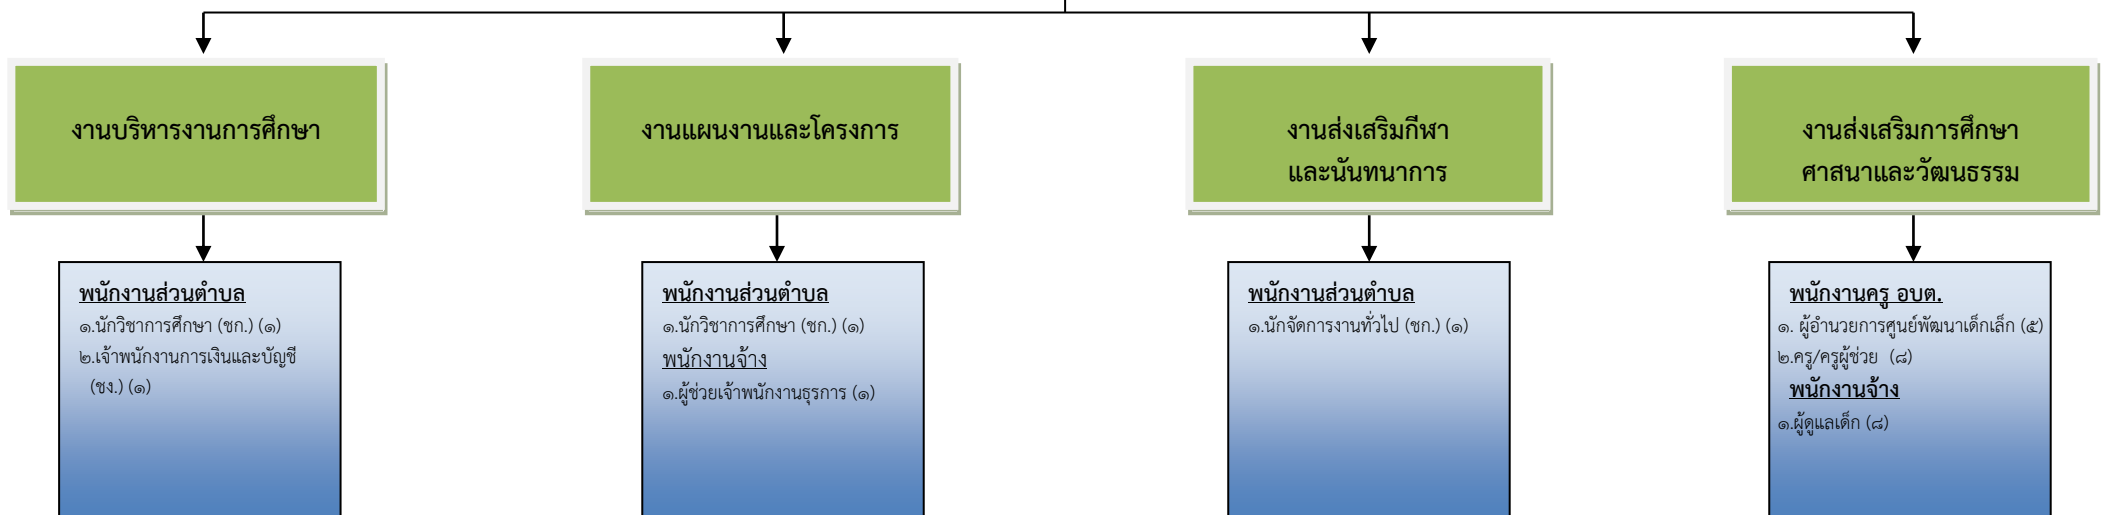 งานบริหารงานการศึกษา
งานแผนงานและโครงการ
งานส่งเสริมกีฬา
และนันทนาการ
งานส่งเสริมการศึกษา
ศาสนาและวัฒนธรรม
พนักงานส่วนตำบล
๑.นักวิชาการศึกษา (ชก.) (๑)
๒.เจ้าพนักงานการเงินและบัญชี
(ชง.) (๑)
พนักงานส่วนตำบล
๑.นักวิชาการศึกษา (ชก.) (๑)
พนักงานจ้าง
๑.ผู้ช่วยเจ้าพนักงานธุรการ (๑)
พนักงานส่วนตำบล
๑.นักจัดการงานทั่วไป (ชก.) (๑)
พนักงานครู อบต.
๑. ผู้อำนวยการศูนย์พัฒนาเด็กเล็ก (๕)
๒.ครู/ครูผู้ช่วย (๘)
พนักงานจ้าง
๑.ผู้ดูแลเด็ก (๘)